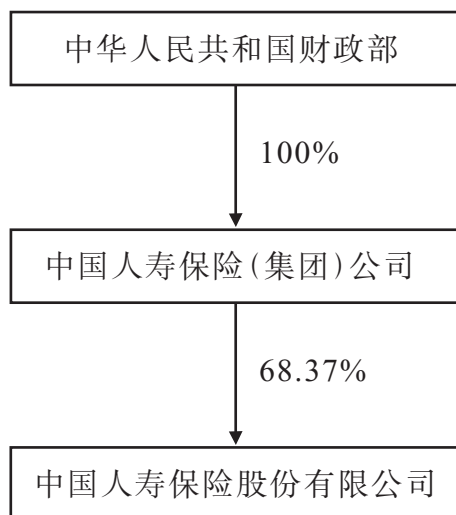 中华人民共和国财政部
100%
中国人寿保险(集团)公司
68.37%
中国人寿保险股份有限公司